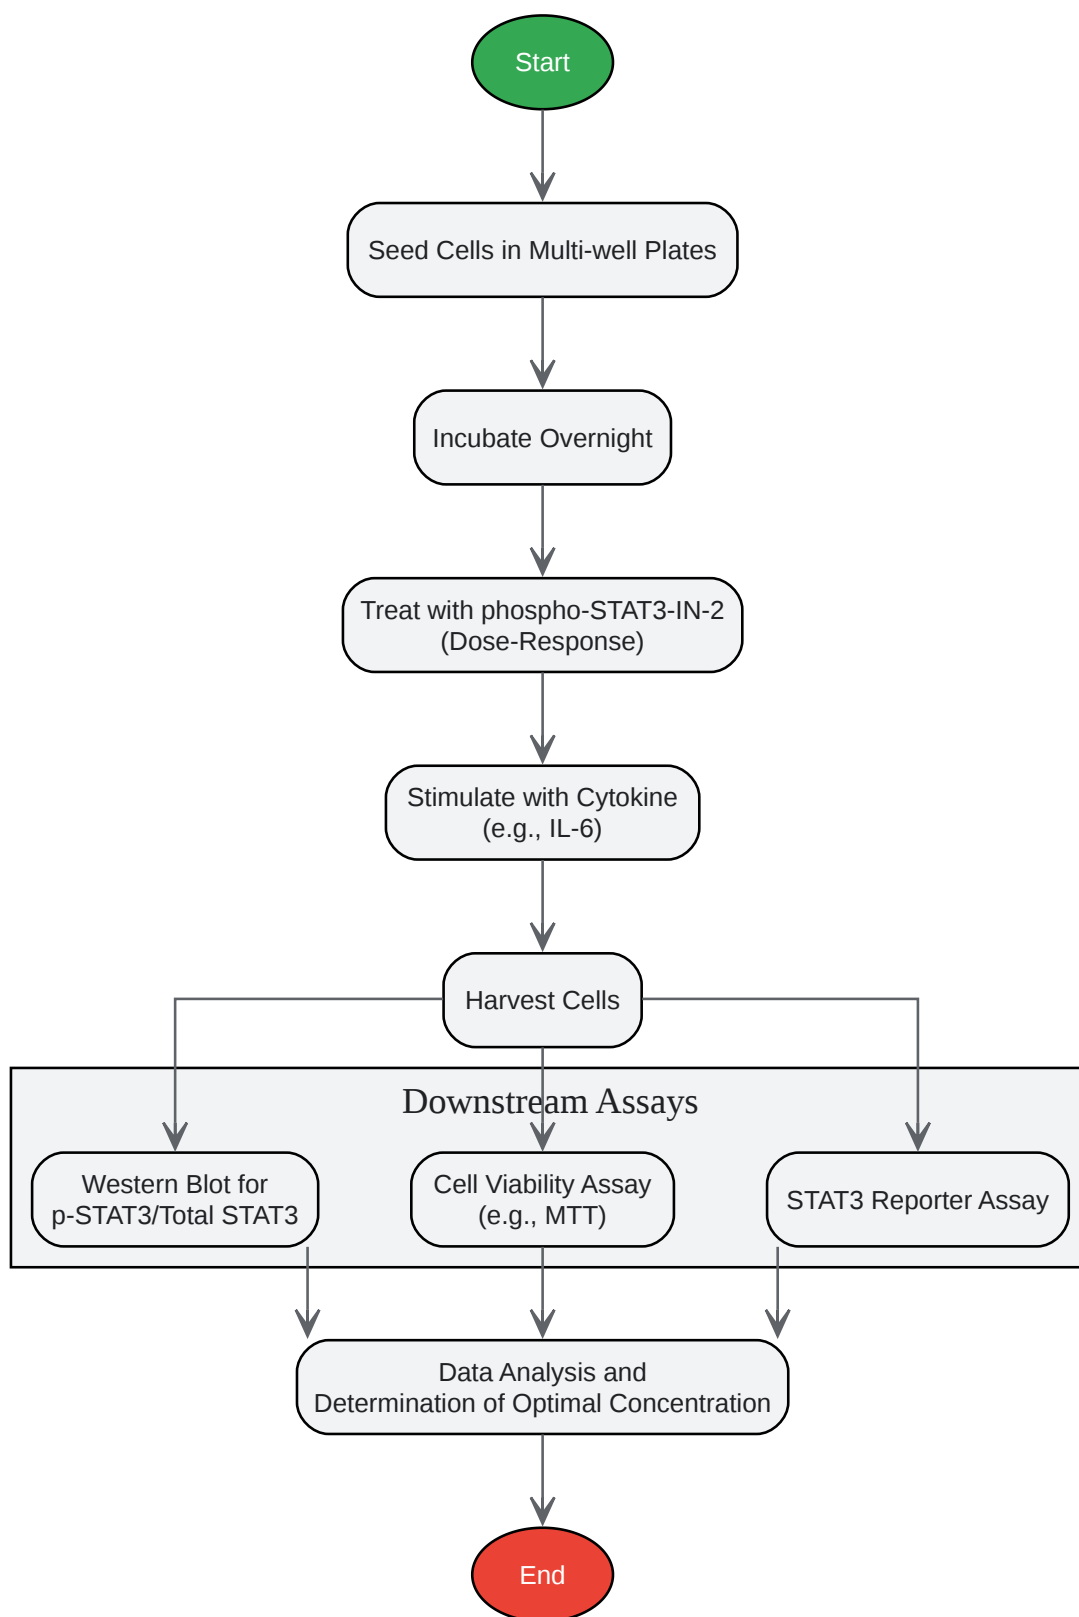 Start
Seed Cells in Multi-well Plates
Incubate Overnight
Treat with phospho-STAT3-IN-2
(Dose-Response)
Stimulate with Cytokine
(e.g., IL-6)
Harvest Cells
Downstream Assays
Western Blot for
p-STAT3/Total STAT3
Cell Viability Assay
(e.g., MTT)
STAT3 Reporter Assay
Data Analysis and
Determination of Optimal Concentration
End